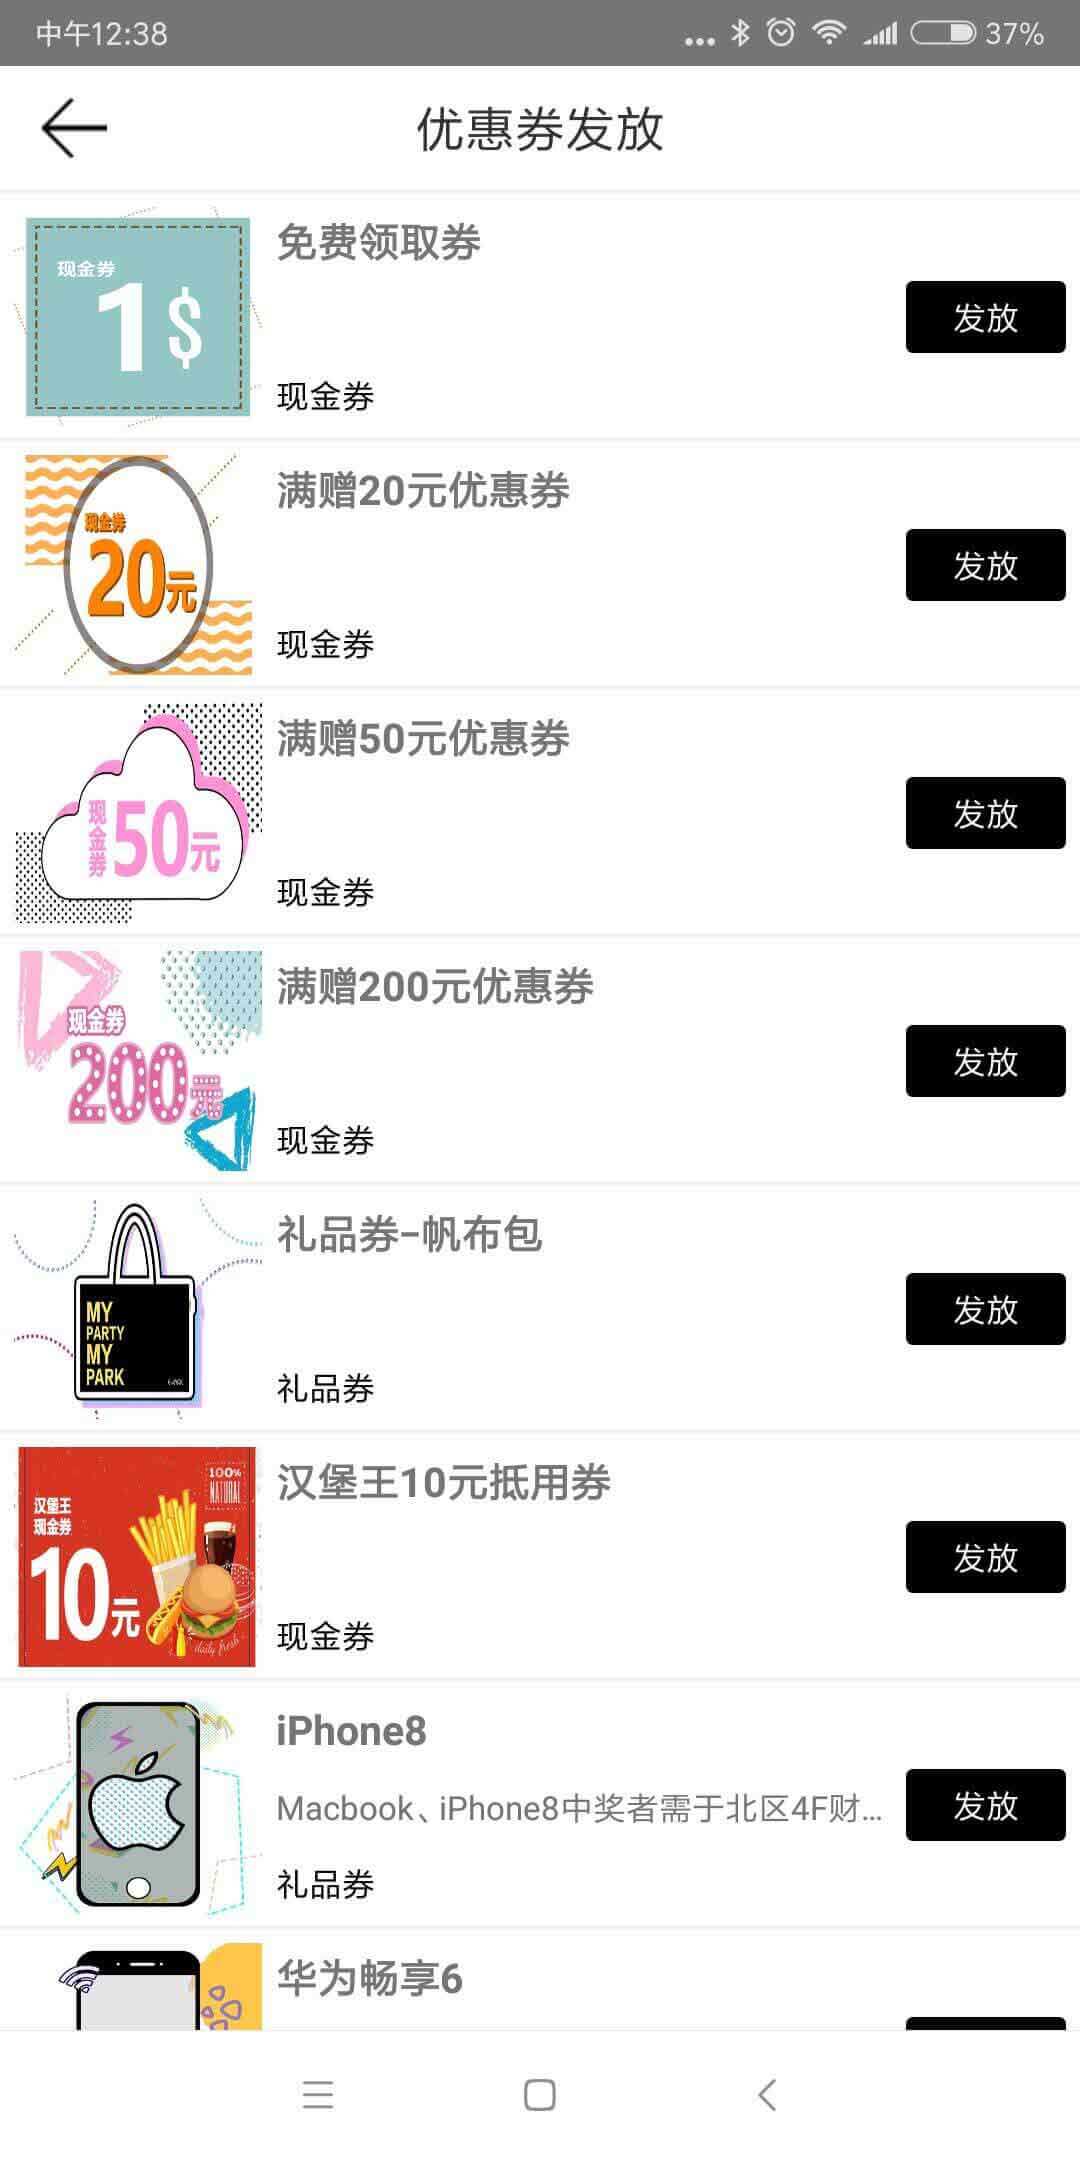 中午12:38
37%
优惠券发放
现金券
1$
免费领取券
现金券
发放
现金券
20元
满赠20元优惠券
现金券
发放
现金券
50元
满赠50元优惠券
现金券
发放
现金券
200元
满赠200元优惠券
现金券
发放
MY
PARTY
MY
PARK
礼品券-帆布包
礼品券
发放
100%
NATURAL
汉堡王
现金券
10元
daily fresh
汉堡王10元抵用券
现金券
发放
iPhone8
Macbook、iPhone8中奖者需于北区4F财...
礼品券
发放
华为畅享6